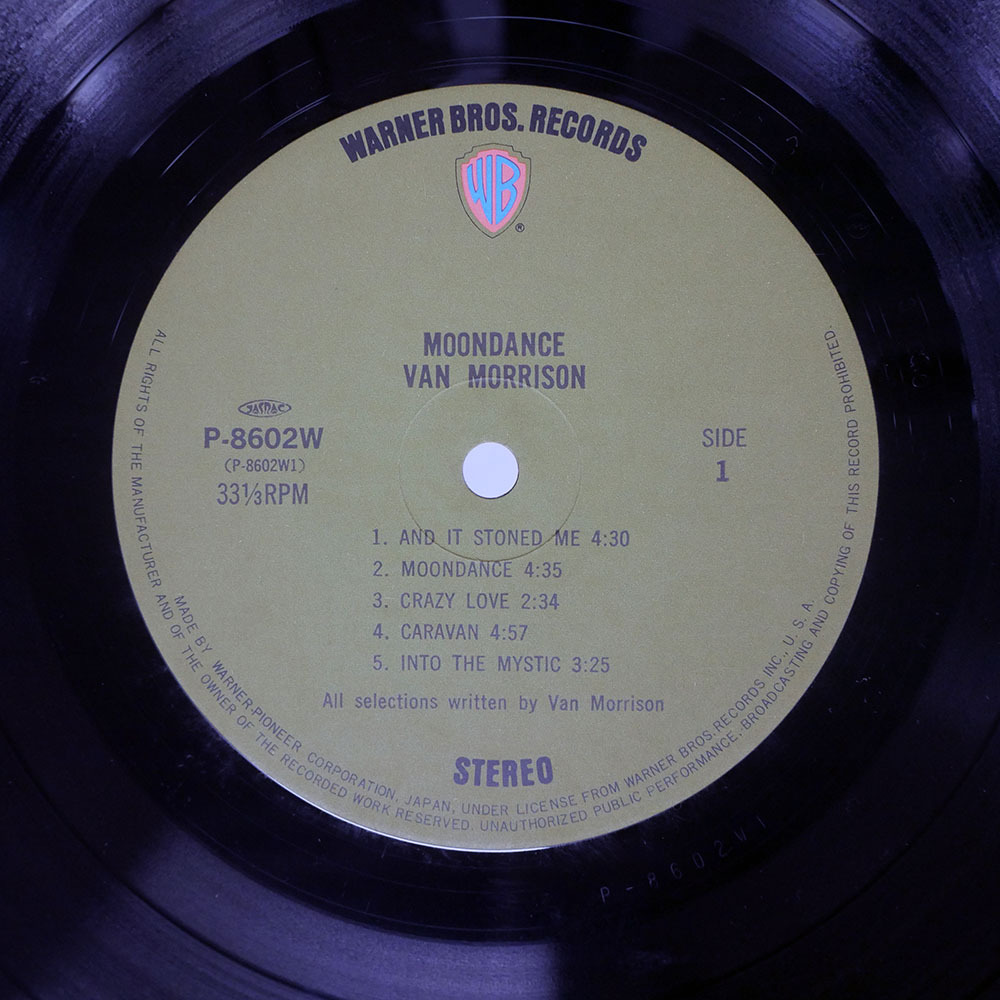 WARNER BROS. RECORDS
WB
®
MOONDANCE
VAN MORRISON
JASRAC
P-8602W
(P-8602W1)
33⅓RPM
SIDE
1
1. AND IT STONED ME 4:30
2. MOONDANCE 4:35
3. CRAZY LOVE 2:34
4. CARAVAN 4:57
5. INTO THE MYSTIC 3:25
All selections written by Van Morrison
STEREO
MADE BY WARNER-PIONEER CORPORATION, JAPAN, UNDER LICENSE FROM WARNER BROS. RECORDS INC., U. S. A.
ALL RIGHTS OF THE MANUFACTURER AND OF THE OWNER OF THE RECORDED WORK RESERVED. UNAUTHORIZED PUBLIC PERFORMANCE, BROADCASTING AND COPYING OF THIS RECORD PROHIBITED.
P-8602W1